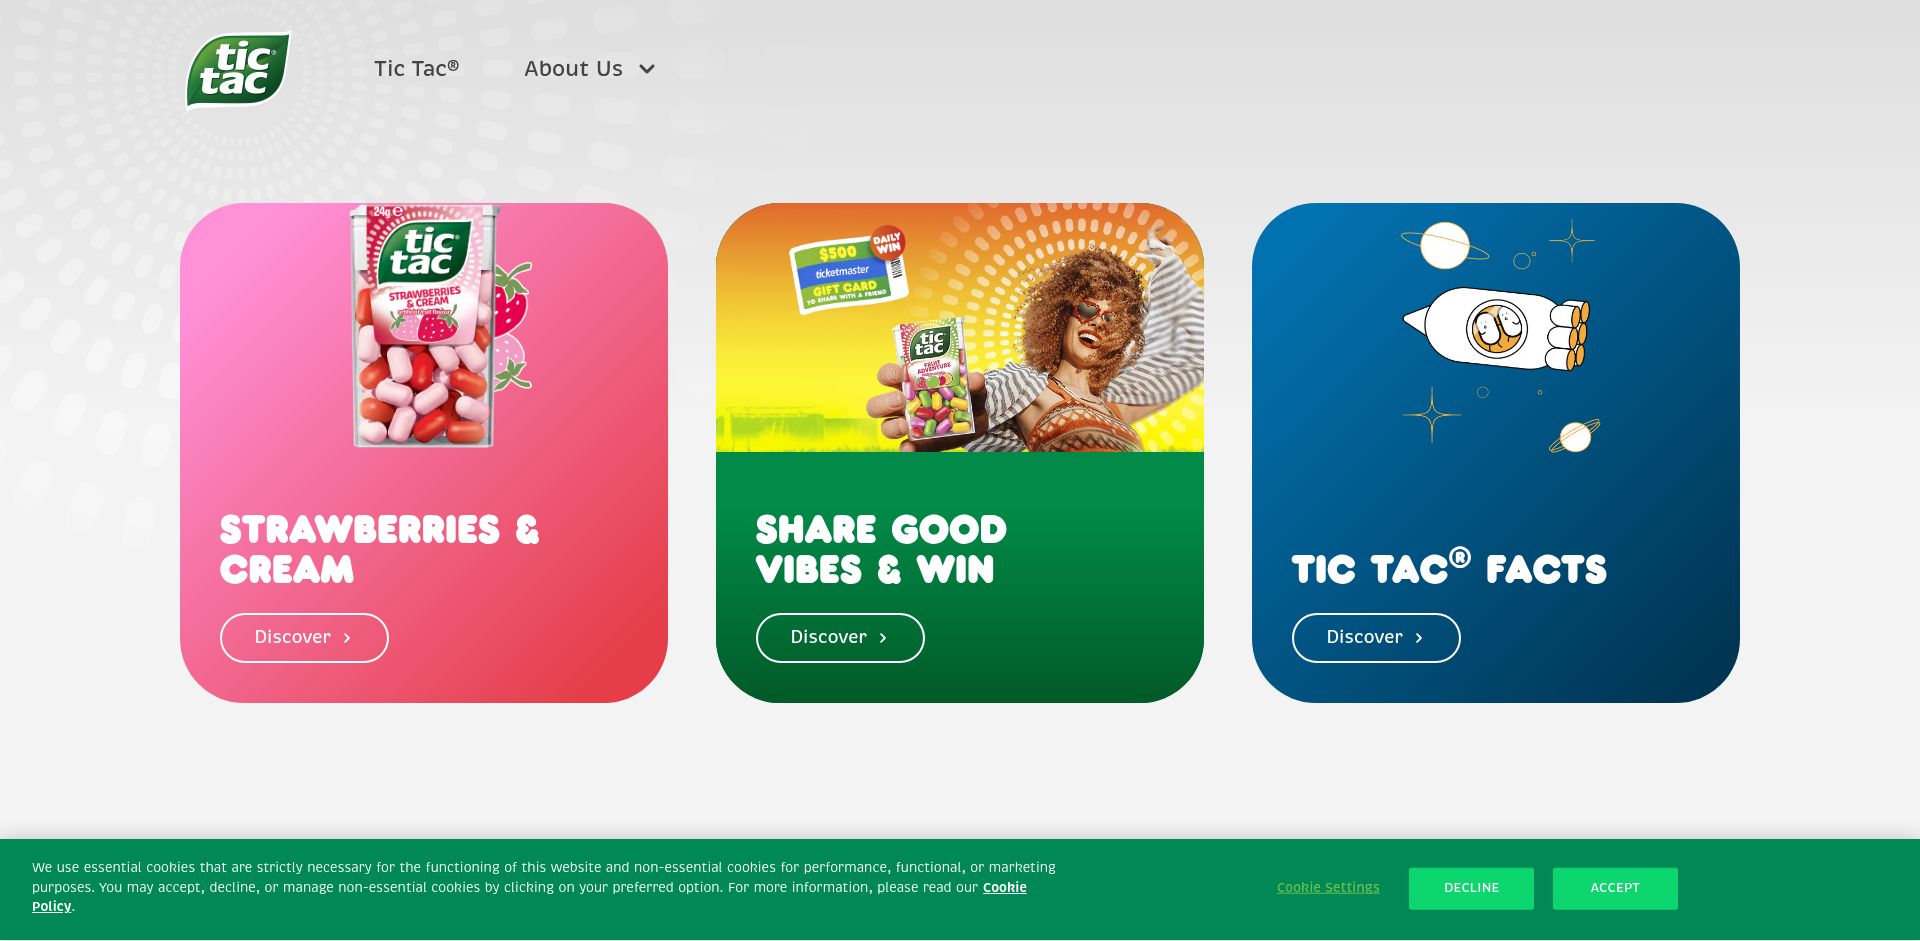 tic
tac
Tic Tac®
About Us
24g ℮
tic
tac
STRAWBERRIES
& CREAM
artificial fruit flavour
STRAWBERRIES &
CREAM
Discover
$500
DAILY
WIN
ticketmaster
GIFT CARD
TO SHARE WITH A FRIEND
tic
tac
FRUIT
ADVENTURE
SHARE GOOD
VIBES & WIN
Discover
TIC TAC® FACTS
Discover
We use essential cookies that are strictly necessary for the functioning of this website and non-essential cookies for performance, functional, or marketing
purposes. You may accept, decline, or manage non-essential cookies by clicking on your preferred option. For more information, please read our Cookie
Policy.
Cookie Settings
DECLINE
ACCEPT